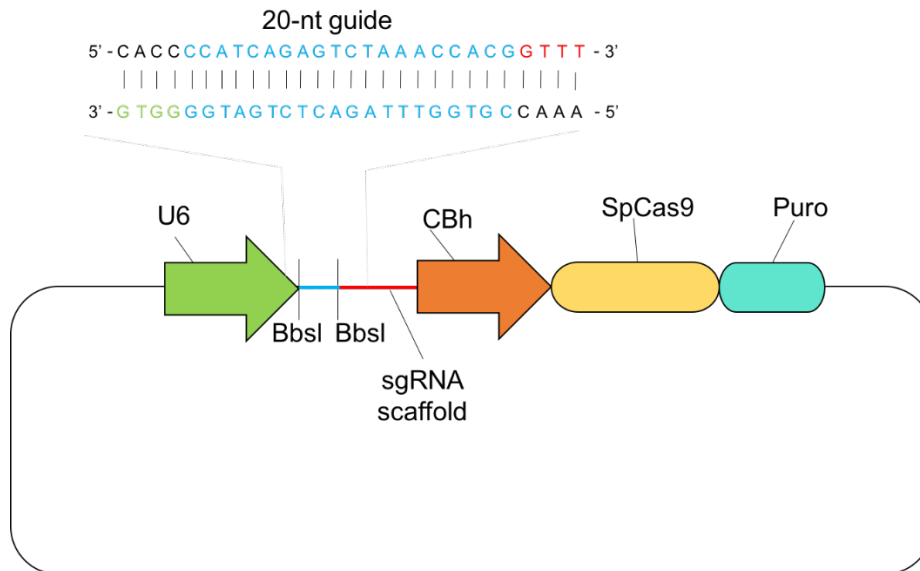 20-nt guide
5' - C A C C C C A T C A G A G T C T A A A C C A C G G T T T - 3'
3' - G T G G G G T A G T C T C A G A T T T G G T G C C A A A - 5'
U6
CBh
SpCas9
Puro
BbsI
BbsI
sgRNA
scaffold